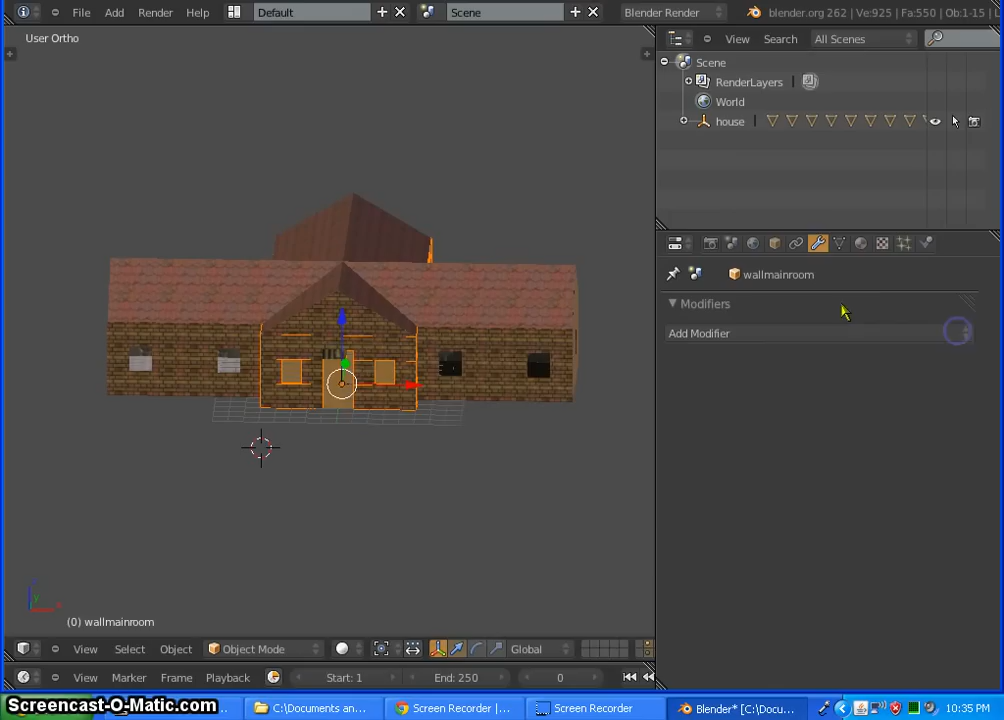 File Add Render Help Default Scene Blender Render blender.org 262 | Ve:925 | Fa:550 | Ob:1-15 | L
User Ortho
View Search All Scenes
Scene
RenderLayers
World
house
wallmainroom
Modifiers
Add Modifier
(0) wallmainroom
View Select Object Object Mode Global
View Marker Frame Playback Start: 1 End: 250 0
Screencast-O-Matic.com
C:\Documents an... Screen Recorder |... Screen Recorder Blender* [C:\Docu... 10:35 PM